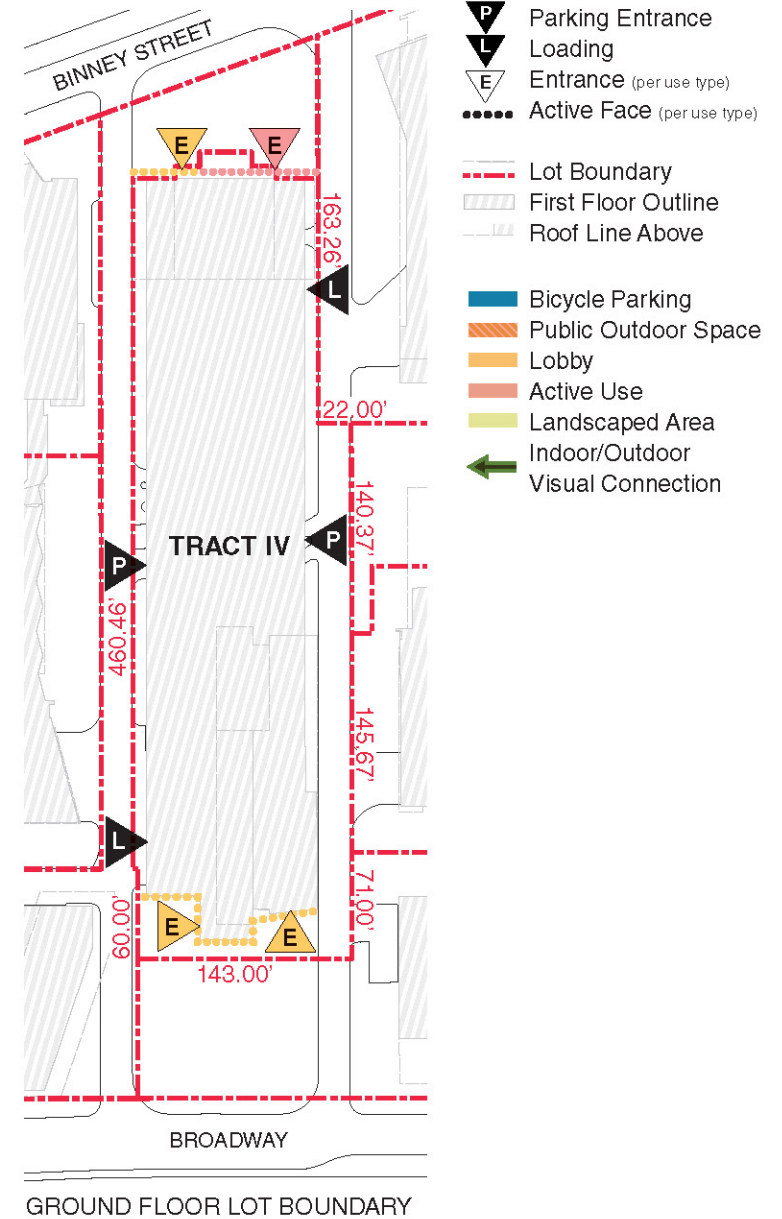 BINNEY STREET
E
E
163.26'
L
22.00'
140.37'
TRACT IV
P
P
460.46'
145.67'
L
71.00'
60.00'
E
E
143.00'
BROADWAY
GROUND FLOOR LOT BOUNDARY
P Parking Entrance
L Loading
E Entrance (per use type)
Active Face (per use type)
Lot Boundary
First Floor Outline
Roof Line Above
Bicycle Parking
Public Outdoor Space
Lobby
Active Use
Landscaped Area
Indoor/Outdoor
Visual Connection